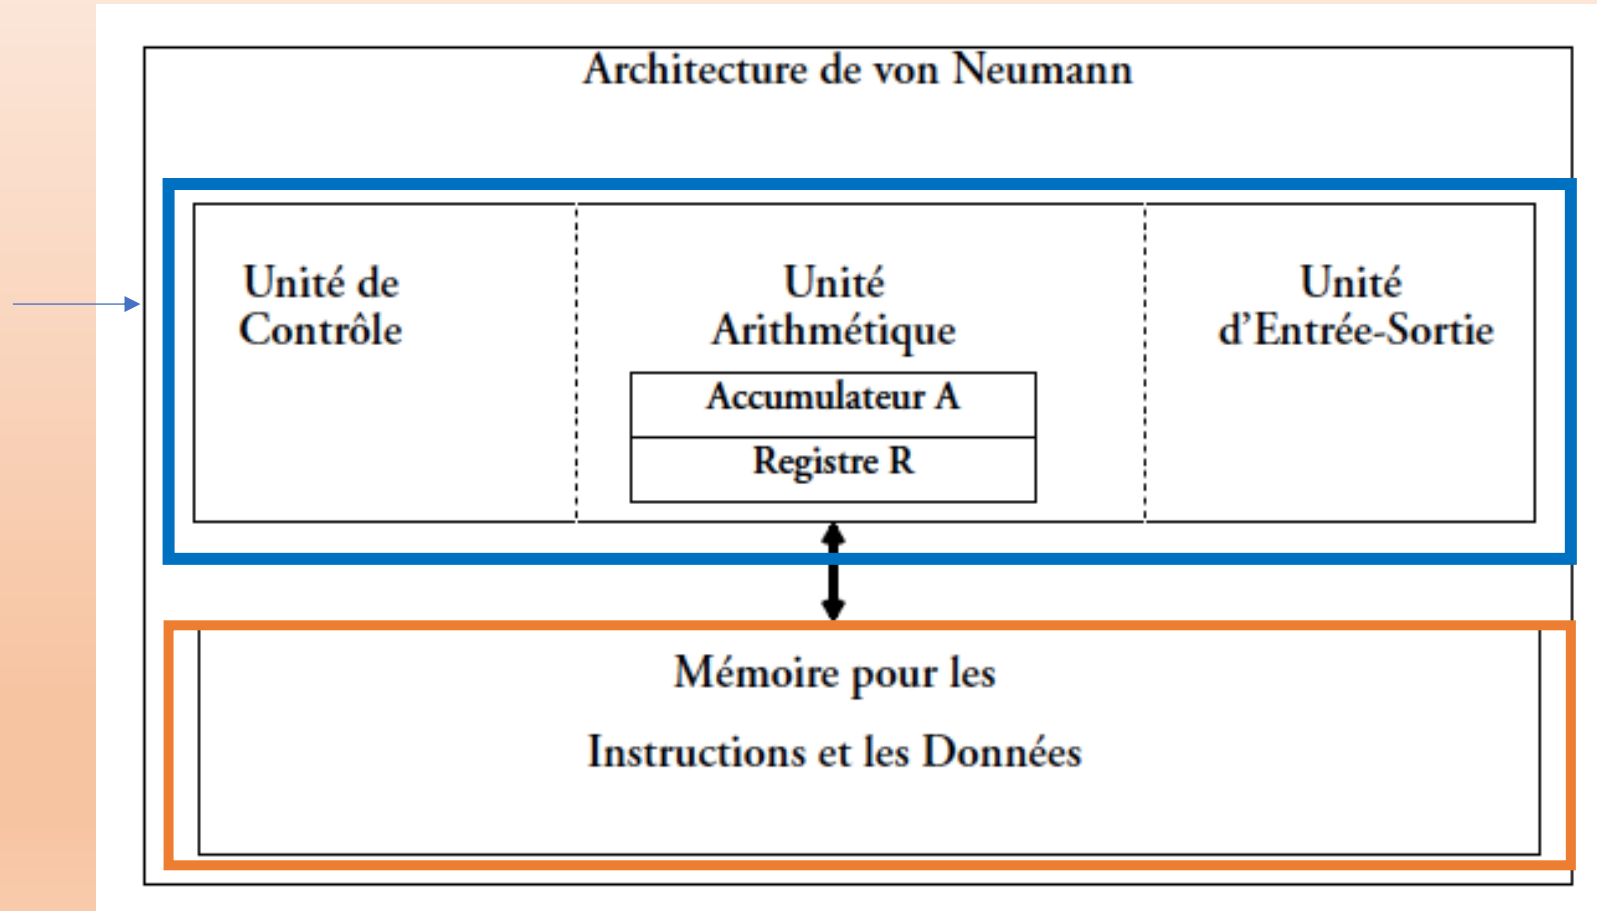 Architecture de von Neumann
Unité de
Contrôle
Unité
Arithmétique
Accumulateur A
Registre R
Unité
d’Entrée-Sortie
Mémoire pour les
Instructions et les Données